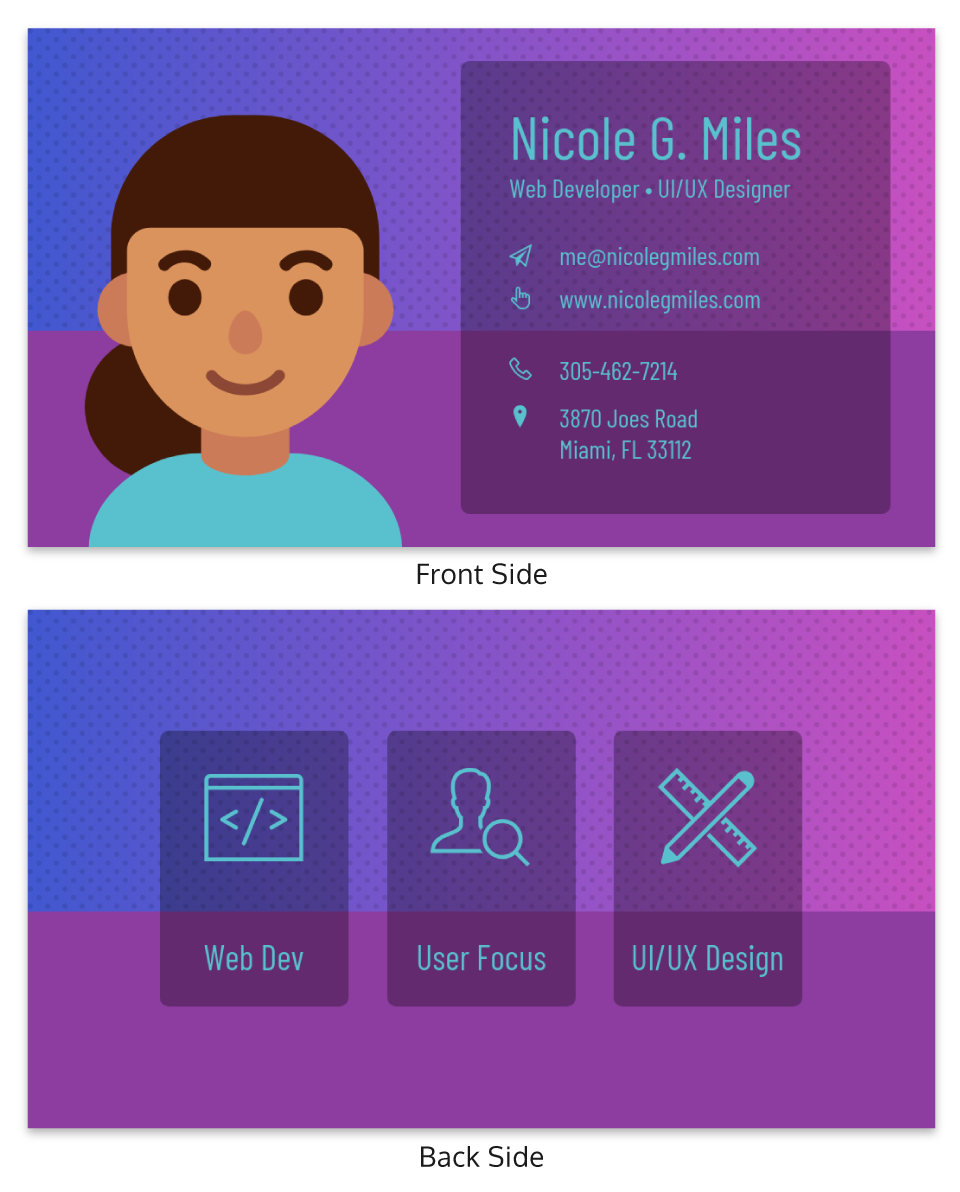 Nicole G. Miles
Web Developer • UI/UX Designer
me@nicolegmiles.com
www.nicolegmiles.com
305-462-7214
3870 Joes Road
Miami, FL 33112
Front Side
</>
Web Dev
User Focus
UI/UX Design
Back Side